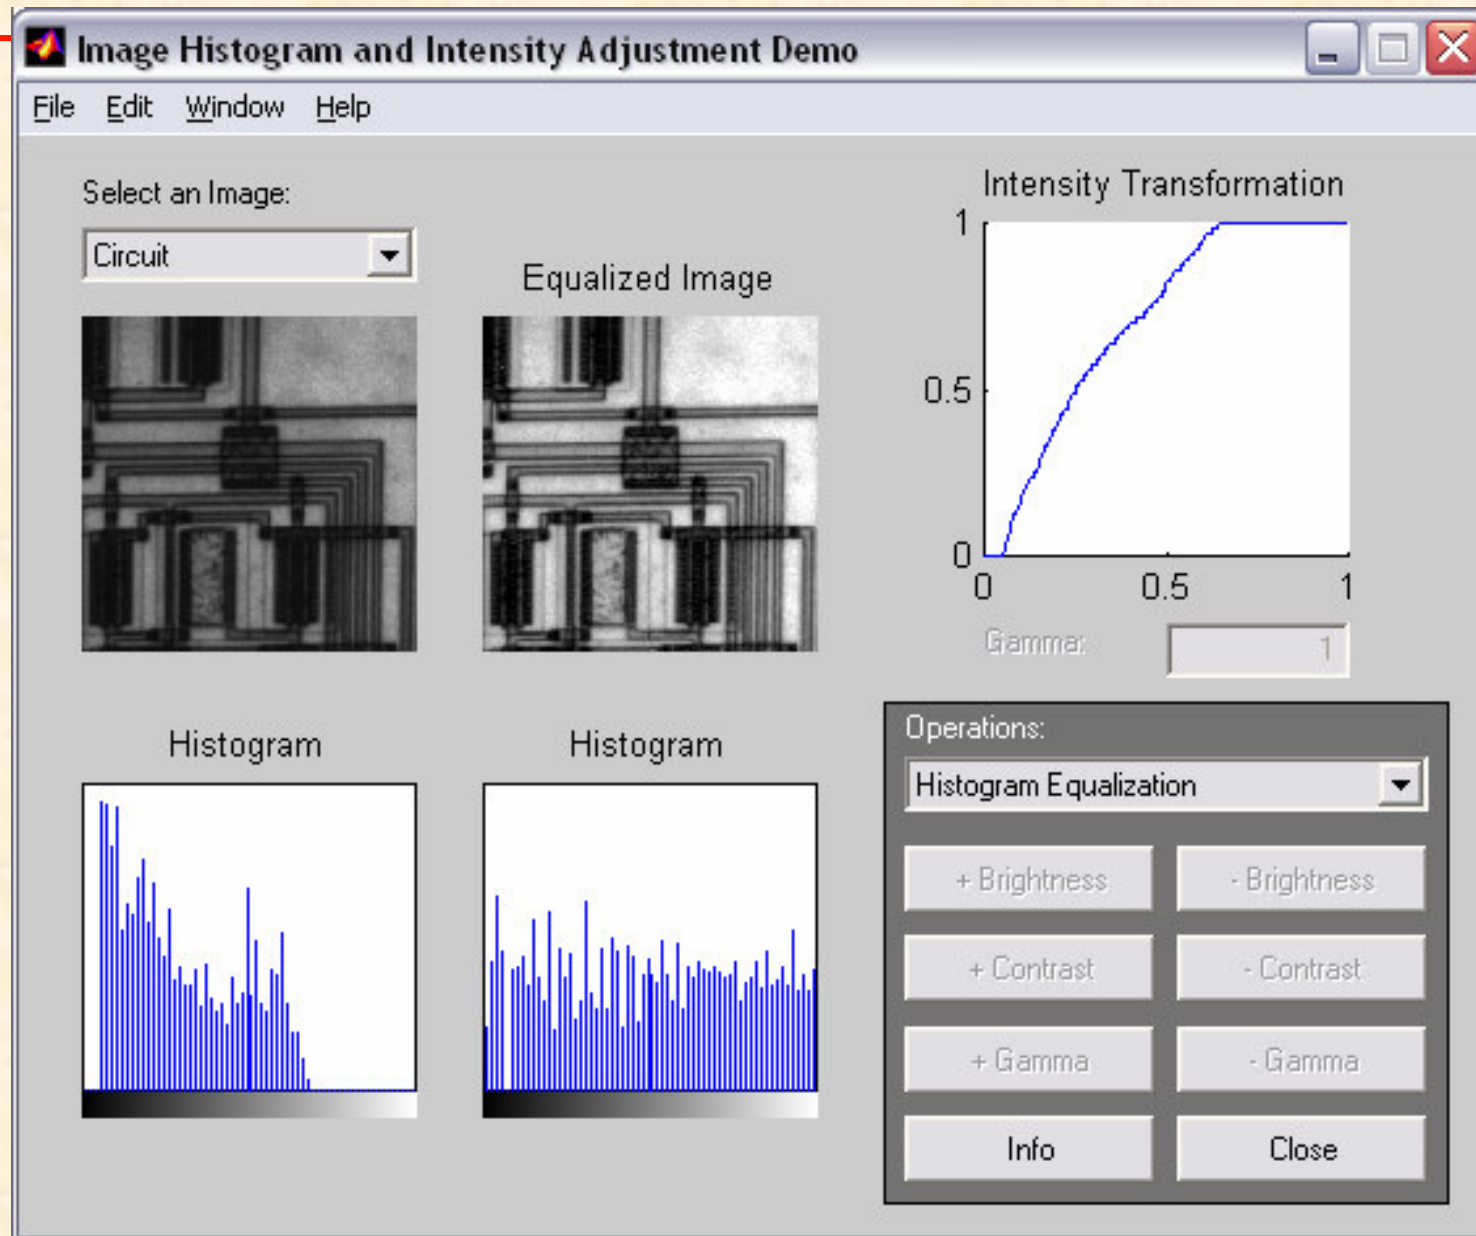 Image Histogram and Intensity Adjustment Demo
File Edit Window Help
Select an Image:
Circuit
Equalized Image
Intensity Transformation
1
0.5
0
0 0.5 1
Gamma: 1
Histogram
Histogram
Operations:
Histogram Equalization
+ Brightness - Brightness
+ Contrast - Contrast
+ Gamma - Gamma
Info Close